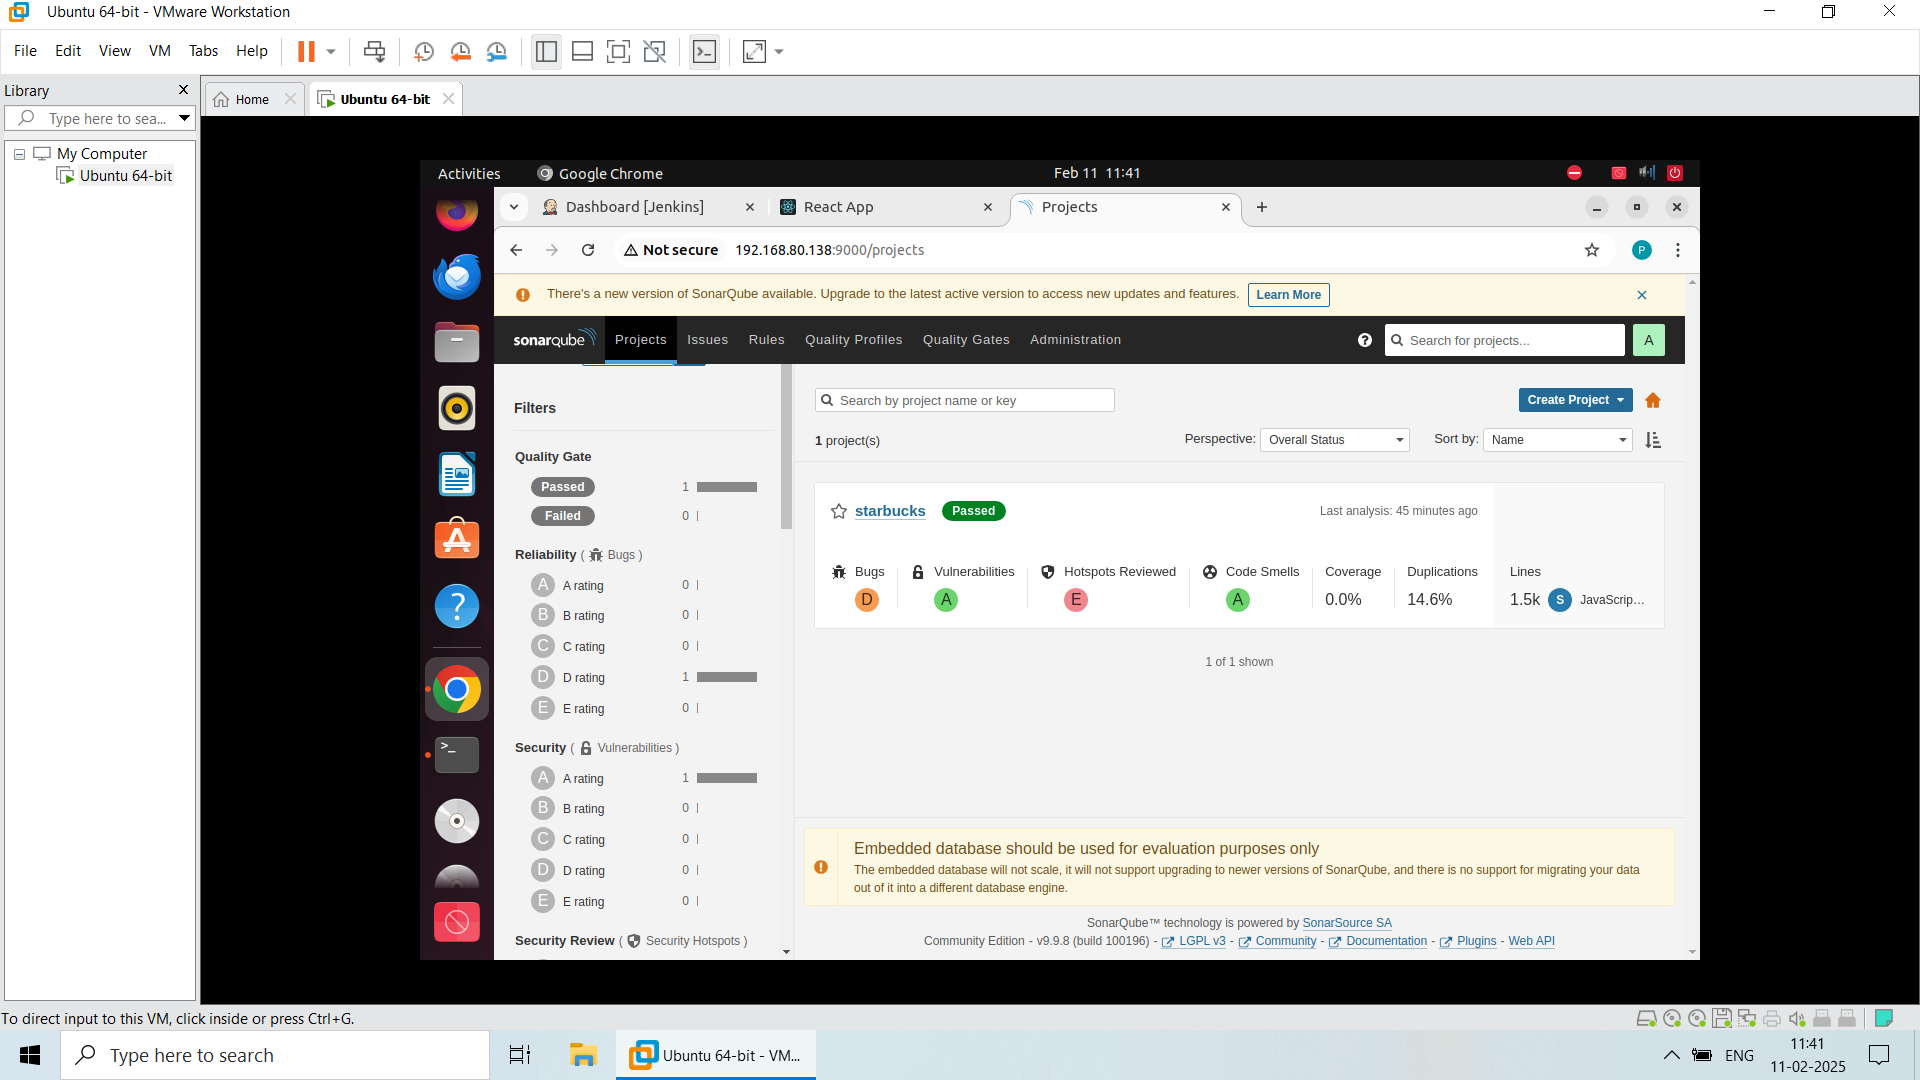 Ubuntu 64-bit - VMware Workstation
File Edit View VM Tabs Help
Library
Type here to sea...
My Computer
Ubuntu 64-bit
Home
Ubuntu 64-bit
Activities
Google Chrome
Feb 11 11:41
Dashboard [Jenkins]
React App
Projects
Not secure
192.168.80.138:9000/projects
P
There's a new version of SonarQube available. Upgrade to the latest active version to access new updates and features.
Learn More
sonarqube
Projects Issues Rules Quality Profiles Quality Gates Administration
Search for projects...
A
Filters
Quality Gate
Passed 1
Failed 0
Reliability ( Bugs )
A A rating 0
B B rating 0
C C rating 0
D D rating 1
E E rating 0
Security ( Vulnerabilities )
A A rating 1
B B rating 0
C C rating 0
D D rating 0
E E rating 0
Security Review ( Security Hotspots )
Search by project name or key
Create Project
1 project(s)
Perspective: Overall Status
Sort by: Name
starbucks Passed
Last analysis: 45 minutes ago
Bugs Vulnerabilities Hotspots Reviewed Code Smells Coverage Duplications Lines
D A E A 0.0% 14.6% 1.5k S JavaScrip...
1 of 1 shown
Embedded database should be used for evaluation purposes only
The embedded database will not scale, it will not support upgrading to newer versions of SonarQube, and there is no support for migrating your data
out of it into a different database engine.
SonarQube™ technology is powered by SonarSource SA
Community Edition - v9.9.8 (build 100196) - LGPL v3 - Community - Documentation - Plugins - Web API
To direct input to this VM, click inside or press Ctrl+G.
Type here to search
Ubuntu 64-bit - VM...
ENG
11:41
11-02-2025